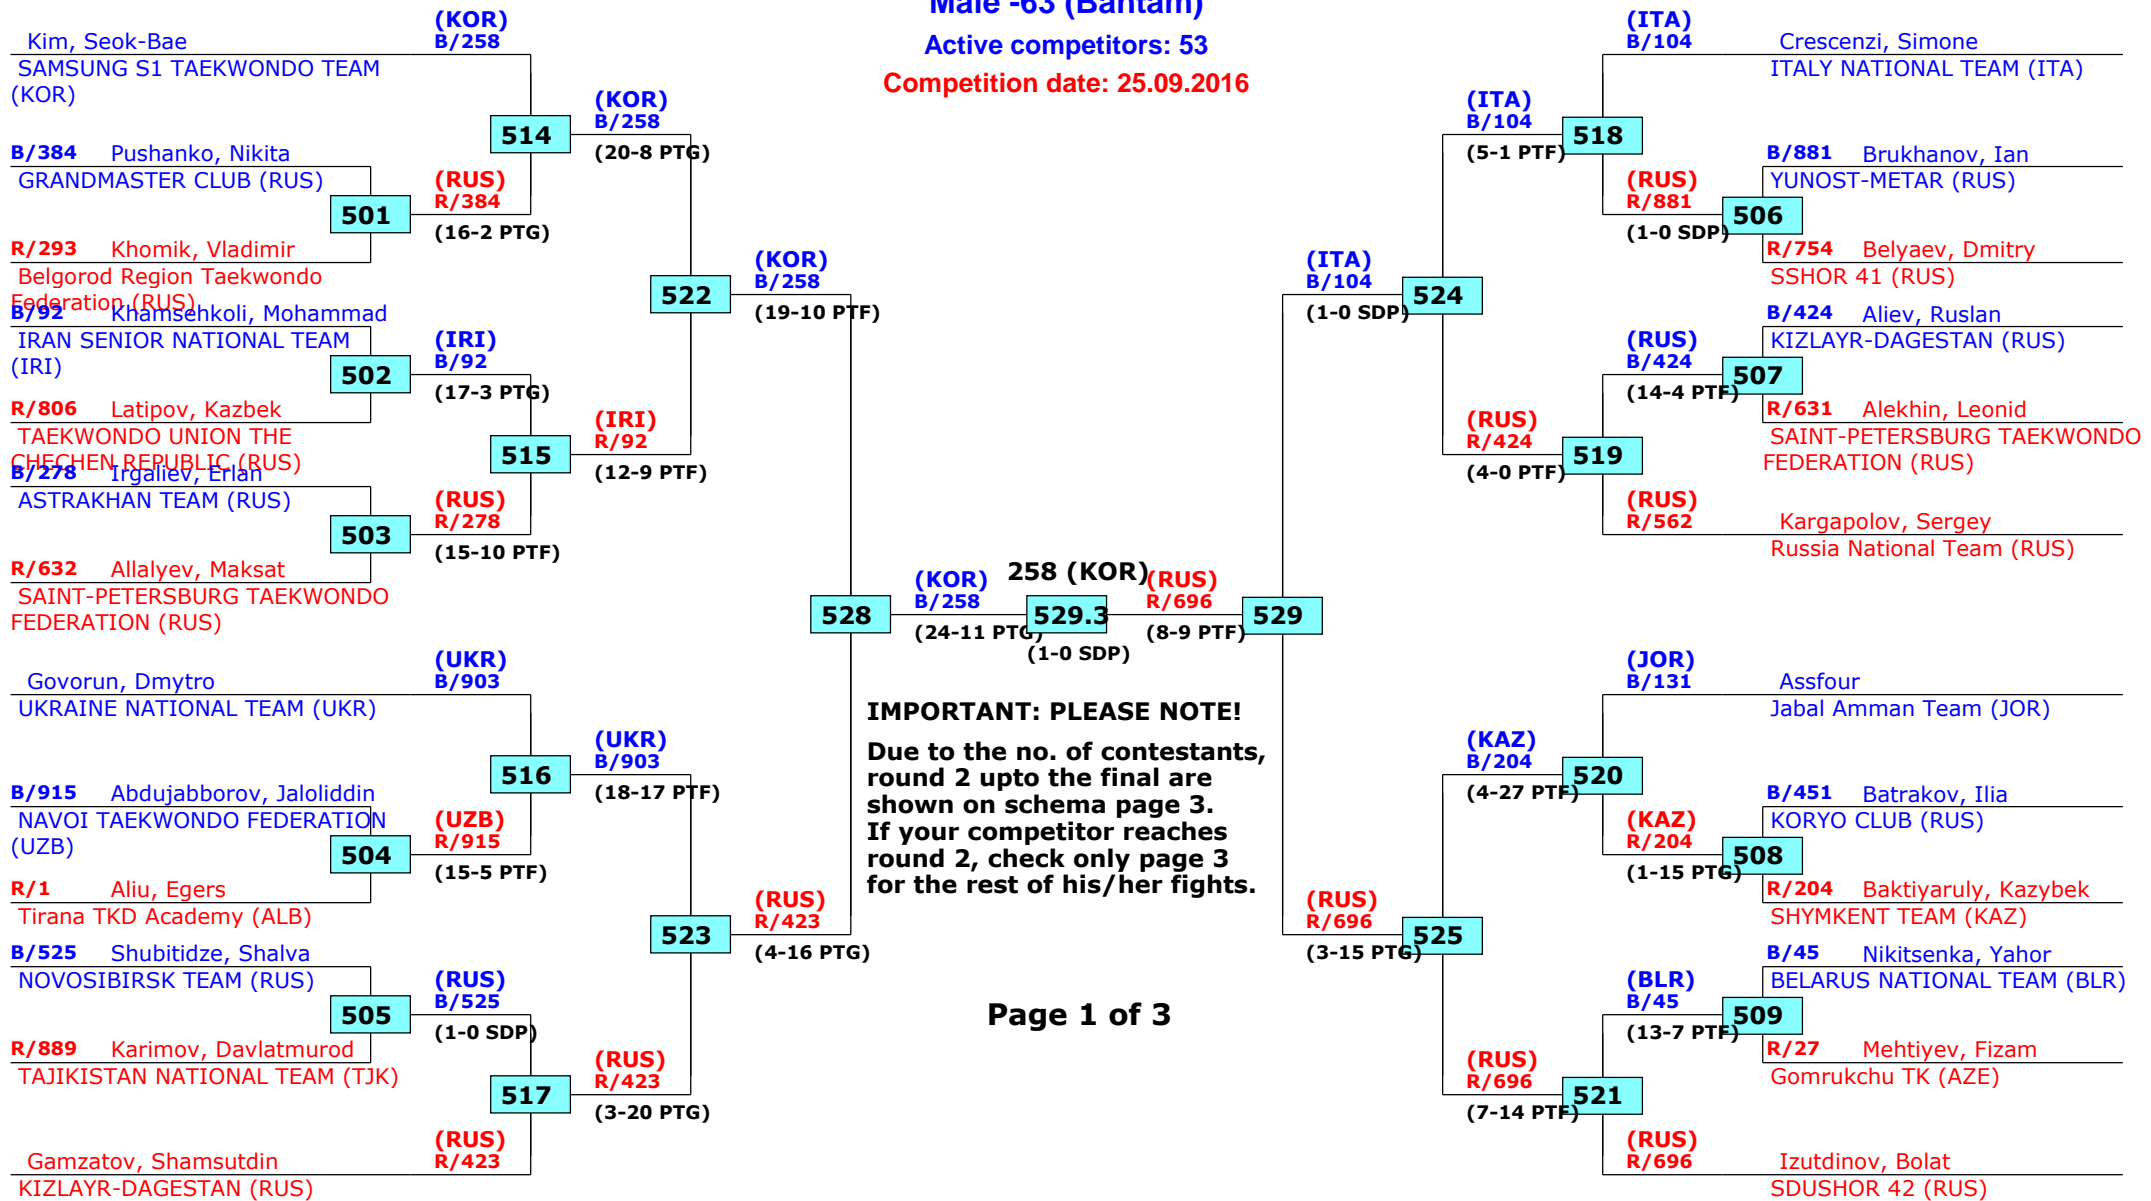 Male -63 (Bantam)
Active competitors: 53
Competition date: 25.09.2016
(KOR)
B/258
Kim, Seok-Bae
SAMSUNG S1 TAEKWONDO TEAM
(KOR)
B/384 Pushanko, Nikita
GRANDMASTER CLUB (RUS)
501
R/293 Khomik, Vladimir
Belgorod Region Taekwondo
Federation (RUS)
(RUS)
R/384
(16-2 PTG)
514
(KOR)
B/258
(20-8 PTG)
B/92 Khamsehkoli, Mohammad
IRAN SENIOR NATIONAL TEAM
(IRI)
502
R/806 Latipov, Kazbek
TAEKWONDO UNION THE
CHECHEN REPUBLIC (RUS)
(IRI)
B/92
(17-3 PTG)
B/278 Irgaliev, Erlan
ASTRAKHAN TEAM (RUS)
503
R/632 Allalyev, Maksat
SAINT-PETERSBURG TAEKWONDO
FEDERATION (RUS)
(RUS)
R/278
(15-10 PTF)
515
(IRI)
R/92
(12-9 PTF)
522
(KOR)
B/258
(19-10 PTF)
(UKR)
B/903
Govorun, Dmytro
UKRAINE NATIONAL TEAM (UKR)
B/915 Abdujabborov, Jaloliddin
NAVOI TAEKWONDO FEDERATION
(UZB)
504
R/1 Aliu, Egers
Tirana TKD Academy (ALB)
(UZB)
R/915
(15-5 PTF)
516
(UKR)
B/903
(18-17 PTF)
B/525 Shubitidze, Shalva
NOVOSIBIRSK TEAM (RUS)
505
R/889 Karimov, Davlatmurod
TAJIKISTAN NATIONAL TEAM (TJK)
(RUS)
B/525
(1-0 SDP)
517
(RUS)
R/423
Gamzatov, Shamsutdin
KIZLAYR-DAGESTAN (RUS)
(RUS)
R/423
(3-20 PTG)
523
(RUS)
R/423
(4-16 PTG)
528
(KOR)
B/258
(24-11 PTG)
258 (KOR)
529.3
(1-0 SDP)
(RUS)
R/696
(8-9 PTF)
529
IMPORTANT: PLEASE NOTE!
Due to the no. of contestants,
round 2 upto the final are
shown on schema page 3.
If your competitor reaches
round 2, check only page 3
for the rest of his/her fights.
Page 1 of 3
(ITA)
B/104
(1-0 SDP)
524
(ITA)
B/104
(5-1 PTF)
518
(ITA)
B/104
Crescenzi, Simone
ITALY NATIONAL TEAM (ITA)
(RUS)
R/881
(1-0 SDP)
506
B/881 Brukhanov, Ian
YUNOST-METAR (RUS)
R/754 Belyaev, Dmitry
SSHOR 41 (RUS)
(RUS)
R/424
(4-0 PTF)
519
(RUS)
B/424
(14-4 PTF)
507
B/424 Aliev, Ruslan
KIZLAYR-DAGESTAN (RUS)
R/631 Alekhin, Leonid
SAINT-PETERSBURG TAEKWONDO
FEDERATION (RUS)
(RUS)
R/562
Kargapolov, Sergey
Russia National Team (RUS)
(RUS)
R/696
(3-15 PTG)
525
(KAZ)
B/204
(4-27 PTF)
520
(JOR)
B/131
Assfour
Jabal Amman Team (JOR)
(KAZ)
R/204
(1-15 PTG)
508
B/451 Batrakov, Ilia
KORYO CLUB (RUS)
R/204 Baktiyaruly, Kazybek
SHYMKENT TEAM (KAZ)
(RUS)
R/696
(7-14 PTF)
521
(BLR)
B/45
(13-7 PTF)
509
B/45 Nikitsenka, Yahor
BELARUS NATIONAL TEAM (BLR)
R/27 Mehtiyev, Fizam
Gomrukchu TK (AZE)
(RUS)
R/696
Izutdinov, Bolat
SDUSHOR 42 (RUS)